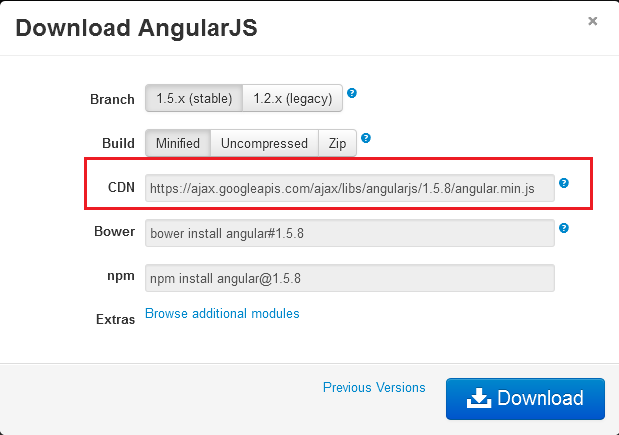 Download AngularJS ×
Branch 1.5.x (stable) 1.2.x (legacy) ?
Build Minified Uncompressed Zip ?
CDN https://ajax.googleapis.com/ajax/libs/angularjs/1.5.8/angular.min.js ?
Bower bower install angular#1.5.8 ?
npm npm install angular@1.5.8
Extras Browse additional modules
Previous Versions Download